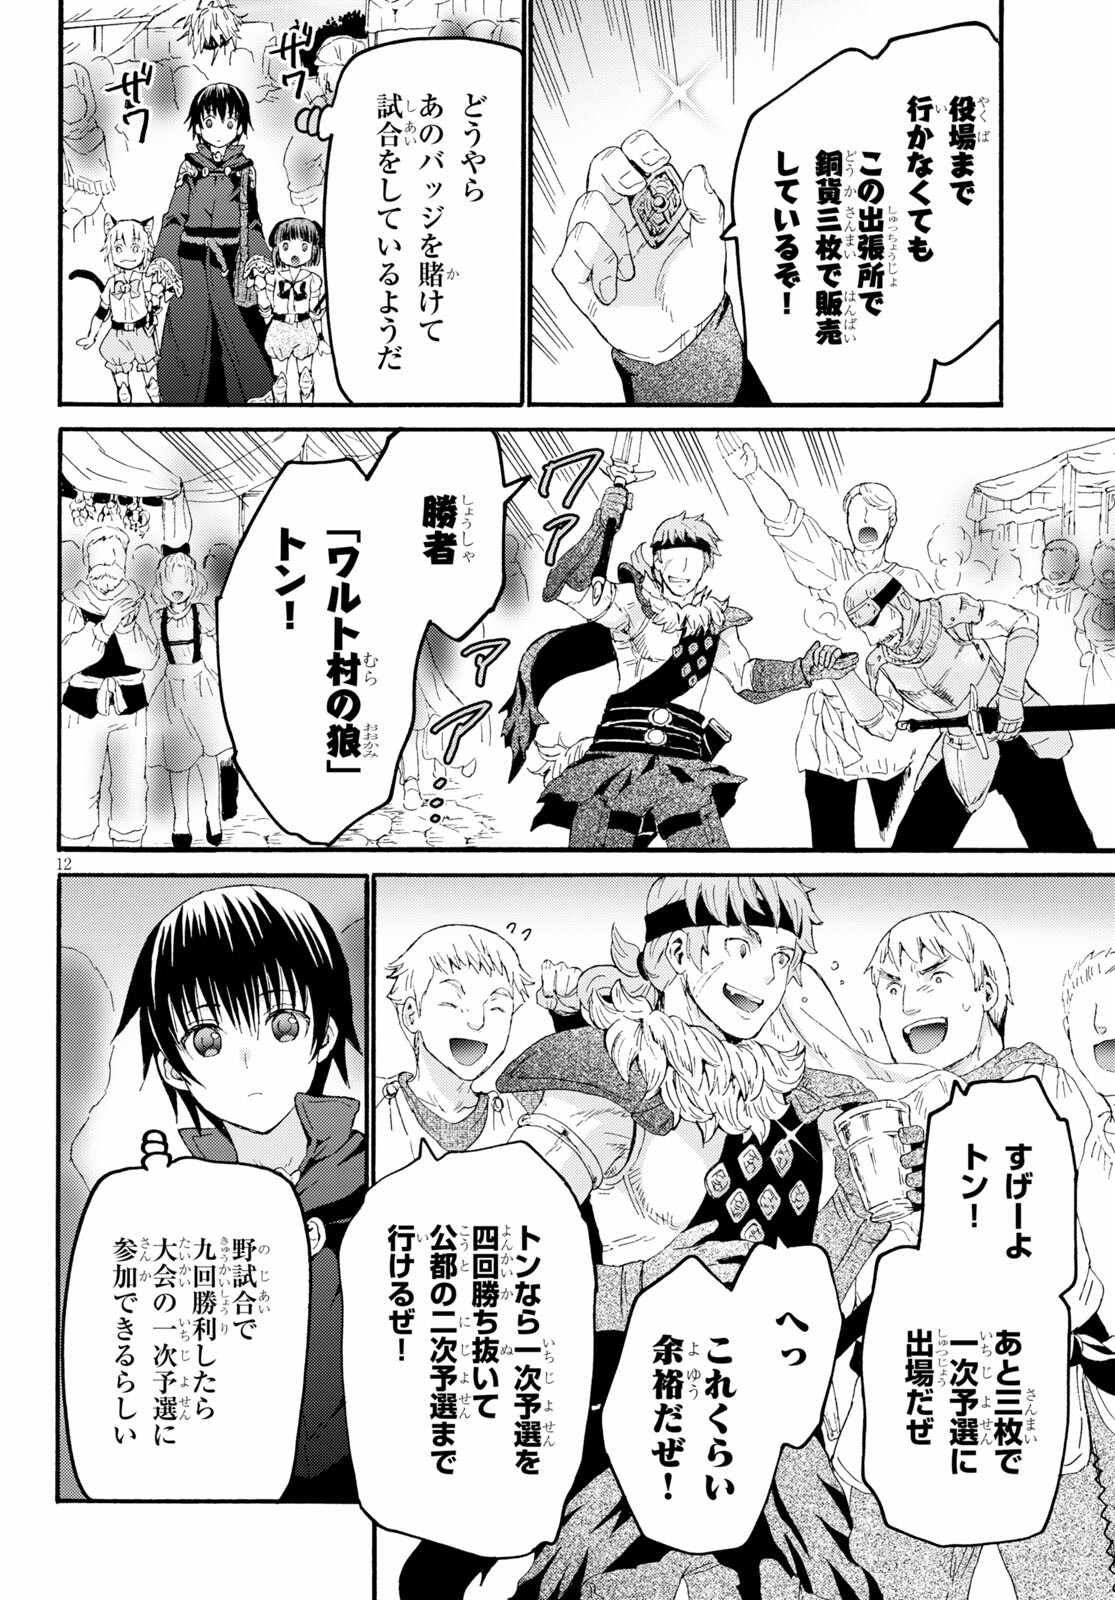 役場まで
行かなくても
この出張所で
銅貨三枚で販売
しているぞ！
どうやら
あのバッジを賭けて
試合をしているようだ
ザワ
ザワ
勝者
「ワルト村の狼」
トン！
ワアアア…
すげーよ
トン！
あと三枚で
一次予選に
出場だぜ
へっ
これくらい
余裕だぜ！
トンなら一次予選を
四回勝ち抜いて
公都の二次予選まで
行けるぜ！
野試合で
九回勝利したら
大会の一次予選に
参加できるらしい
12